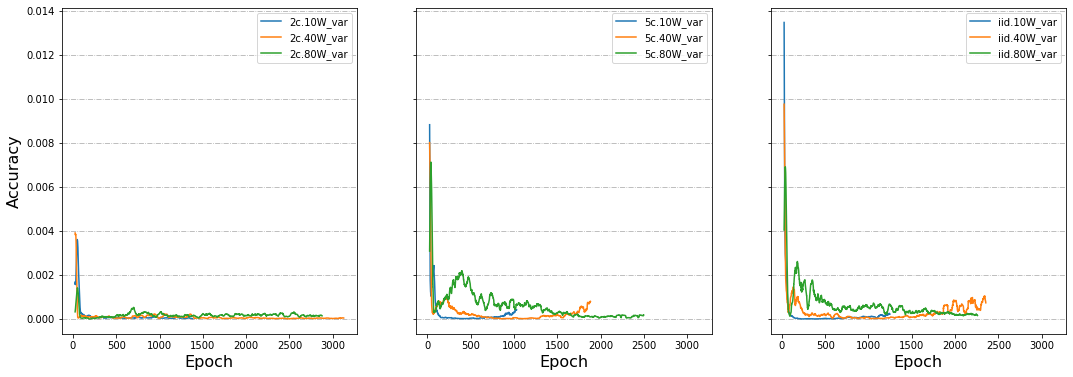 Accuracy
0.014
0.012
0.010
0.008
0.006
0.004
0.002
0.000
2c.10W_var
2c.40W_var
2c.80W_var
0 500 1000 1500 2000 2500 3000
Epoch
5c.10W_var
5c.40W_var
5c.80W_var
0 500 1000 1500 2000 2500 3000
Epoch
iid.10W_var
iid.40W_var
iid.80W_var
0 500 1000 1500 2000 2500 3000
Epoch